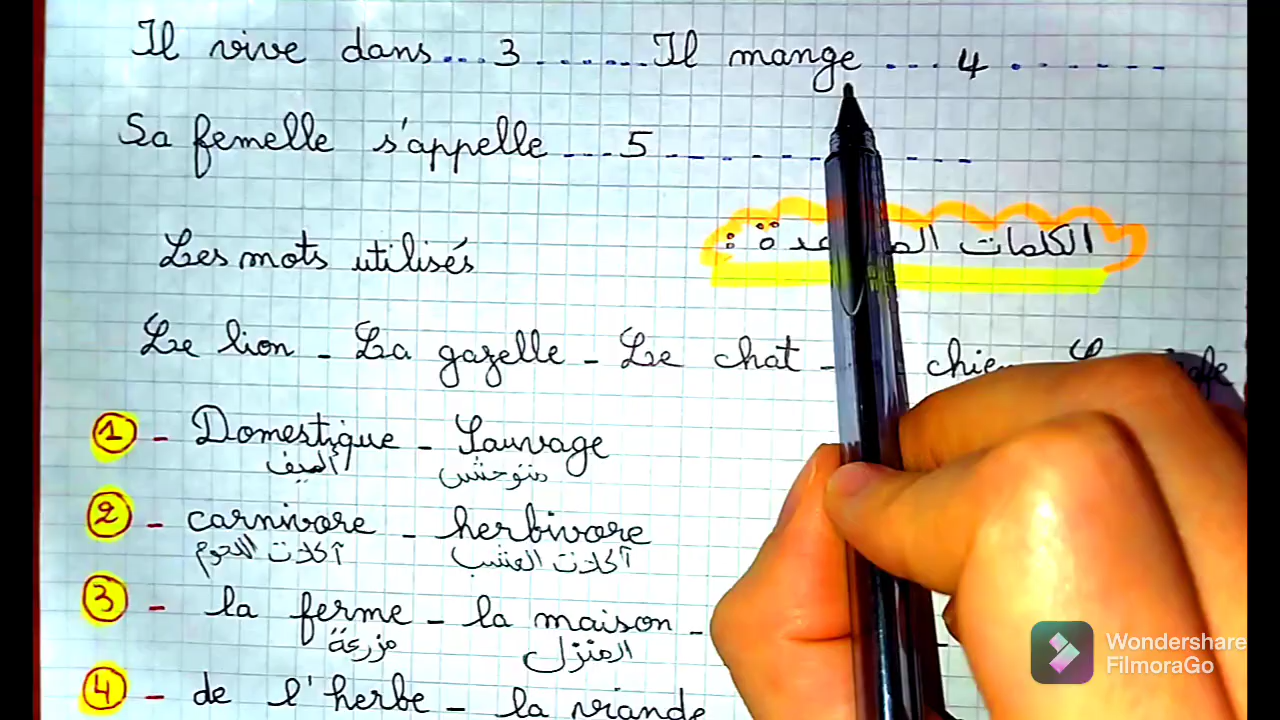 Il vive dans...3.......Il mange ...4.......
Sa femelle s'appelle ...5...........
Les mots utilisés
الكلمات :
Le lion - La gazelle - Le chat - chien
1 - Domestique - Sauvage
أليف متوحش
2 - carnivore - herbivore
آكلات اللحوم آكلات العشب
3 - la ferme - la maison -
مزرعة المنزل
4 - de l'herbe - la viande
Wondershare
FilmoraGo